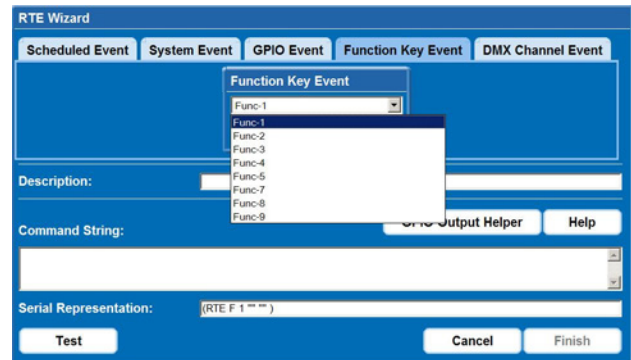 RTE Wizard
Scheduled Event System Event GPIO Event Function Key Event DMX Channel Event
Function Key Event
Func-1
Func-1
Func-2
Func-3
Func-4
Func-5
Func-7
Func-8
Func-9
Description:
GPIO Output Helper Help
Command String:
Serial Representation: (RTE F 1 "" "" )
Test Cancel Finish